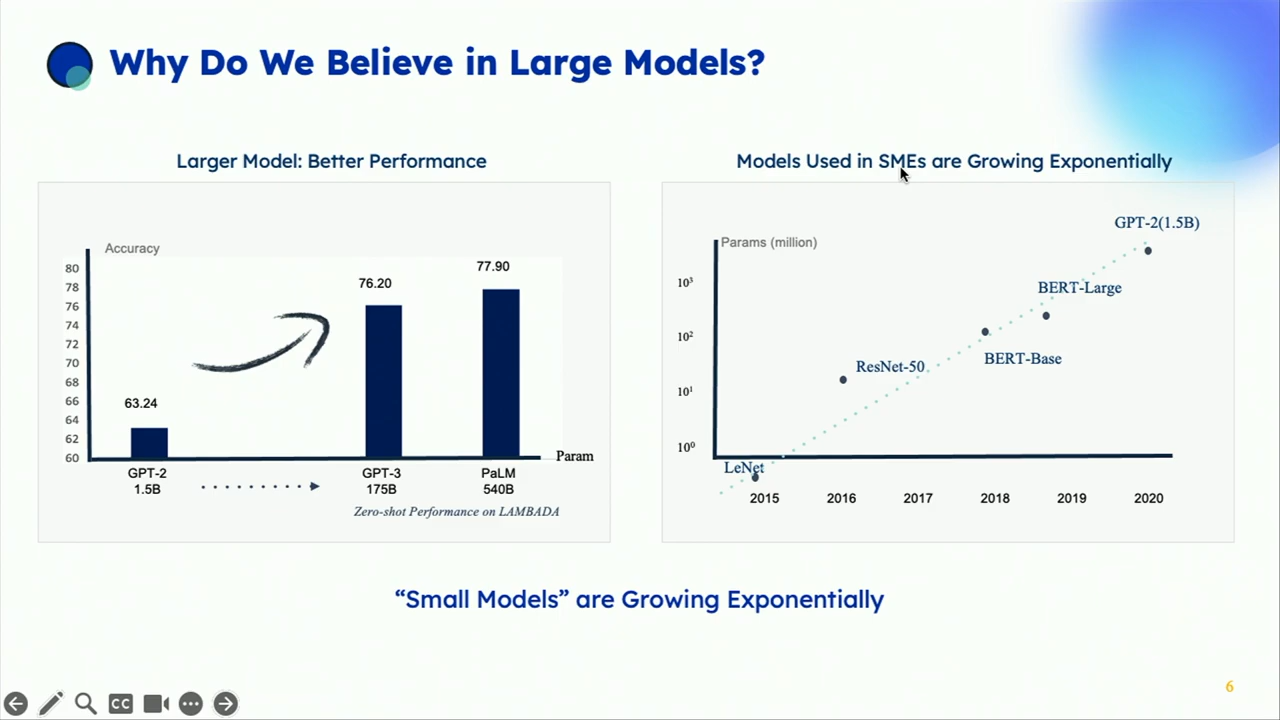 Why Do We Believe in Large Models?
Larger Model: Better Performance
Accuracy
80
78
76
74
72
70
68
66
64
62
60
63.24
76.20
77.90
Param
GPT-2
1.5B
GPT-3
175B
PaLM
540B
Zero-shot Performance on LAMBADA
Models Used in SMEs are Growing Exponentially
Params (million)
10³
10²
10¹
10⁰
GPT-2(1.5B)
BERT-Large
BERT-Base
ResNet-50
LeNet
2015 2016 2017 2018 2019 2020
“Small Models” are Growing Exponentially
6
CC